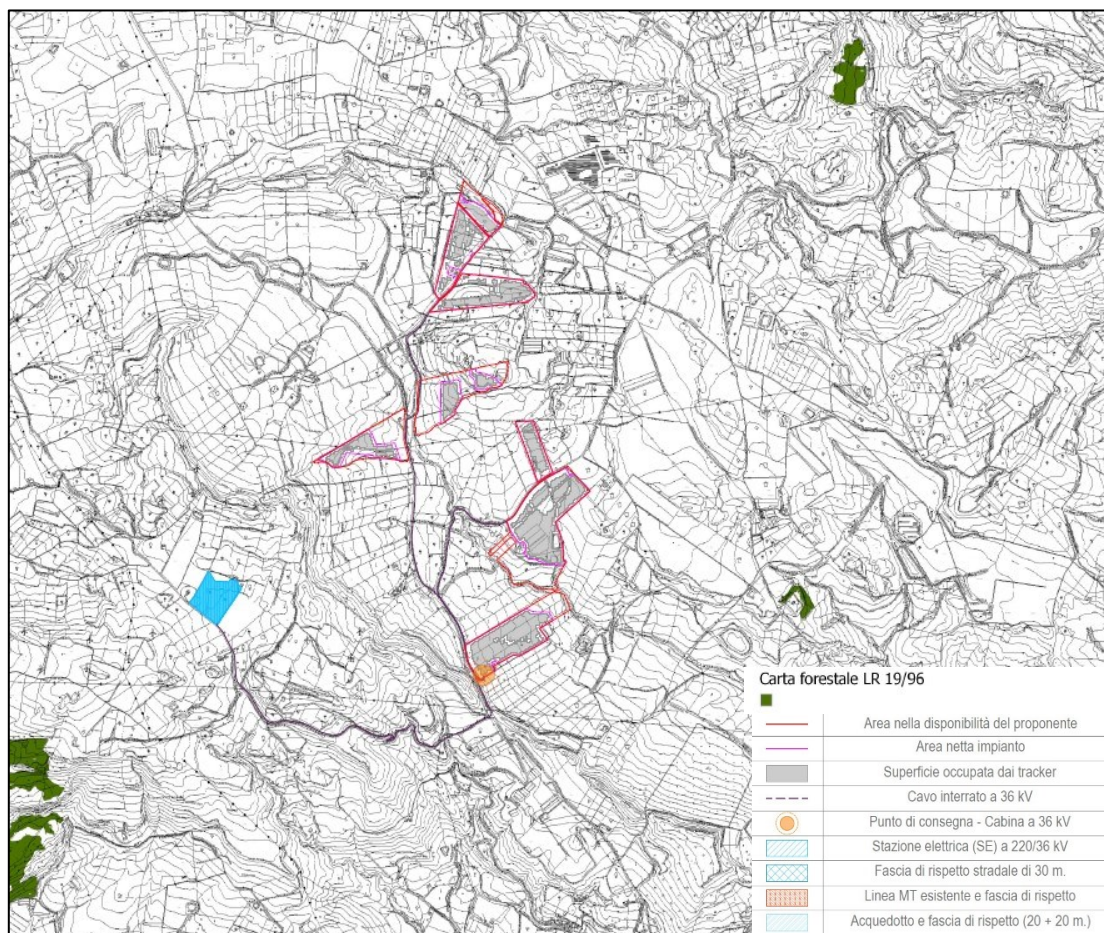 Carta forestale LR 19/96
Area nella disponibilità del proponente
Area netta impianto
Superficie occupata dai tracker
Cavo interrato a 36 kV
Punto di consegna - Cabina a 36 kV
Stazione elettrica (SE) a 220/36 kV
Fascia di rispetto stradale di 30 m.
Linea MT esistente e fascia di rispetto
Acquedotto e fascia di rispetto (20 + 20 m.)